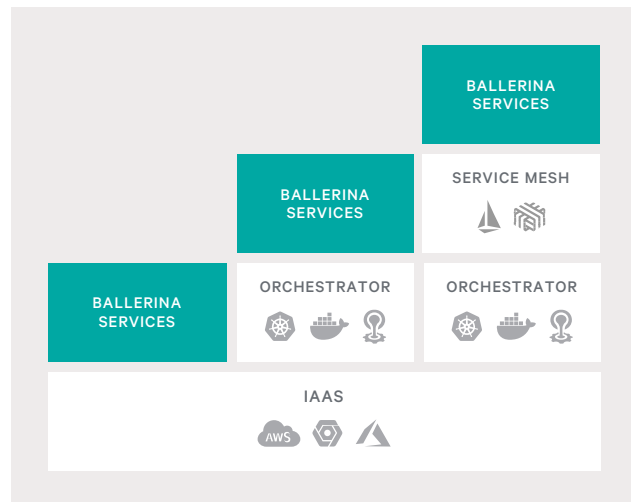 BALLERINA
SERVICES
BALLERINA
SERVICES
SERVICE MESH
BALLERINA
SERVICES
ORCHESTRATOR
ORCHESTRATOR
IAAS
AWS